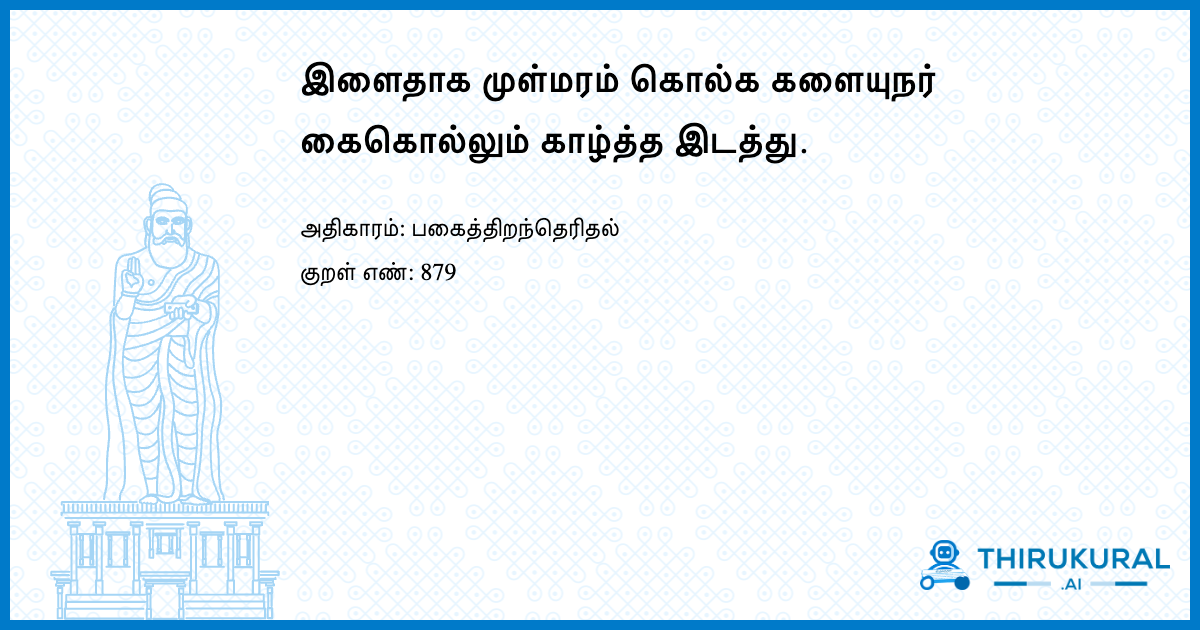 இளைதாக முள்மரம் கொல்க களையுநர்
கைகொல்லும் காழ்த்த இடத்து.
அதிகாரம்: பகைத்திறந்தெரிதல்
குறள் எண்: 879
THIRUKURAL
.AI